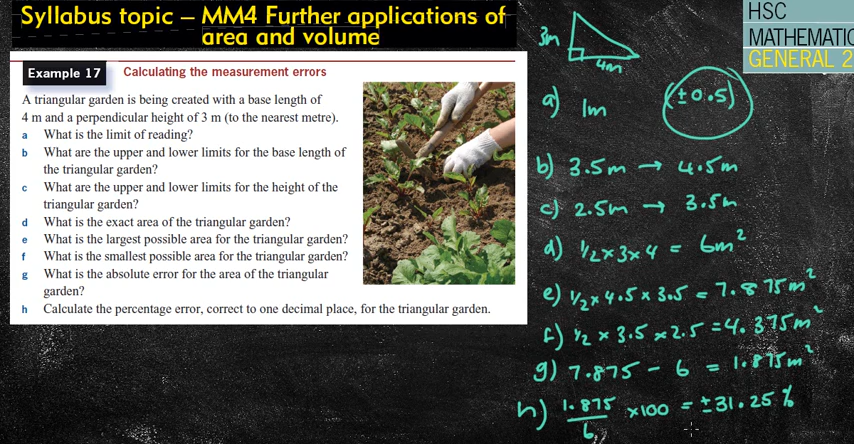 Syllabus topic – MM4 Further applications of
area and volume
HSC
MATHEMATIC
GENERAL 2
Example 17 Calculating the measurement errors
A triangular garden is being created with a base length of
4 m and a perpendicular height of 3 m (to the nearest metre).
a What is the limit of reading?
b What are the upper and lower limits for the base length of
the triangular garden?
c What are the upper and lower limits for the height of the
triangular garden?
d What is the exact area of the triangular garden?
e What is the largest possible area for the triangular garden?
f What is the smallest possible area for the triangular garden?
g What is the absolute error for the area of the triangular
garden?
h Calculate the percentage error, correct to one decimal place, for the triangular garden.
3m
4m
a) 1m (±0.5)
b) 3.5m → 4.5m
c) 2.5m → 3.5m
d) 1/2 × 3 × 4 = 6m²
e) 1/2 × 4.5 × 3.5 = 7.875m²
f) 1/2 × 3.5 × 2.5 = 4.375m²
g) 7.875 - 6 = 1.875m²
h) 1.875/6 × 100 = ±31.25%